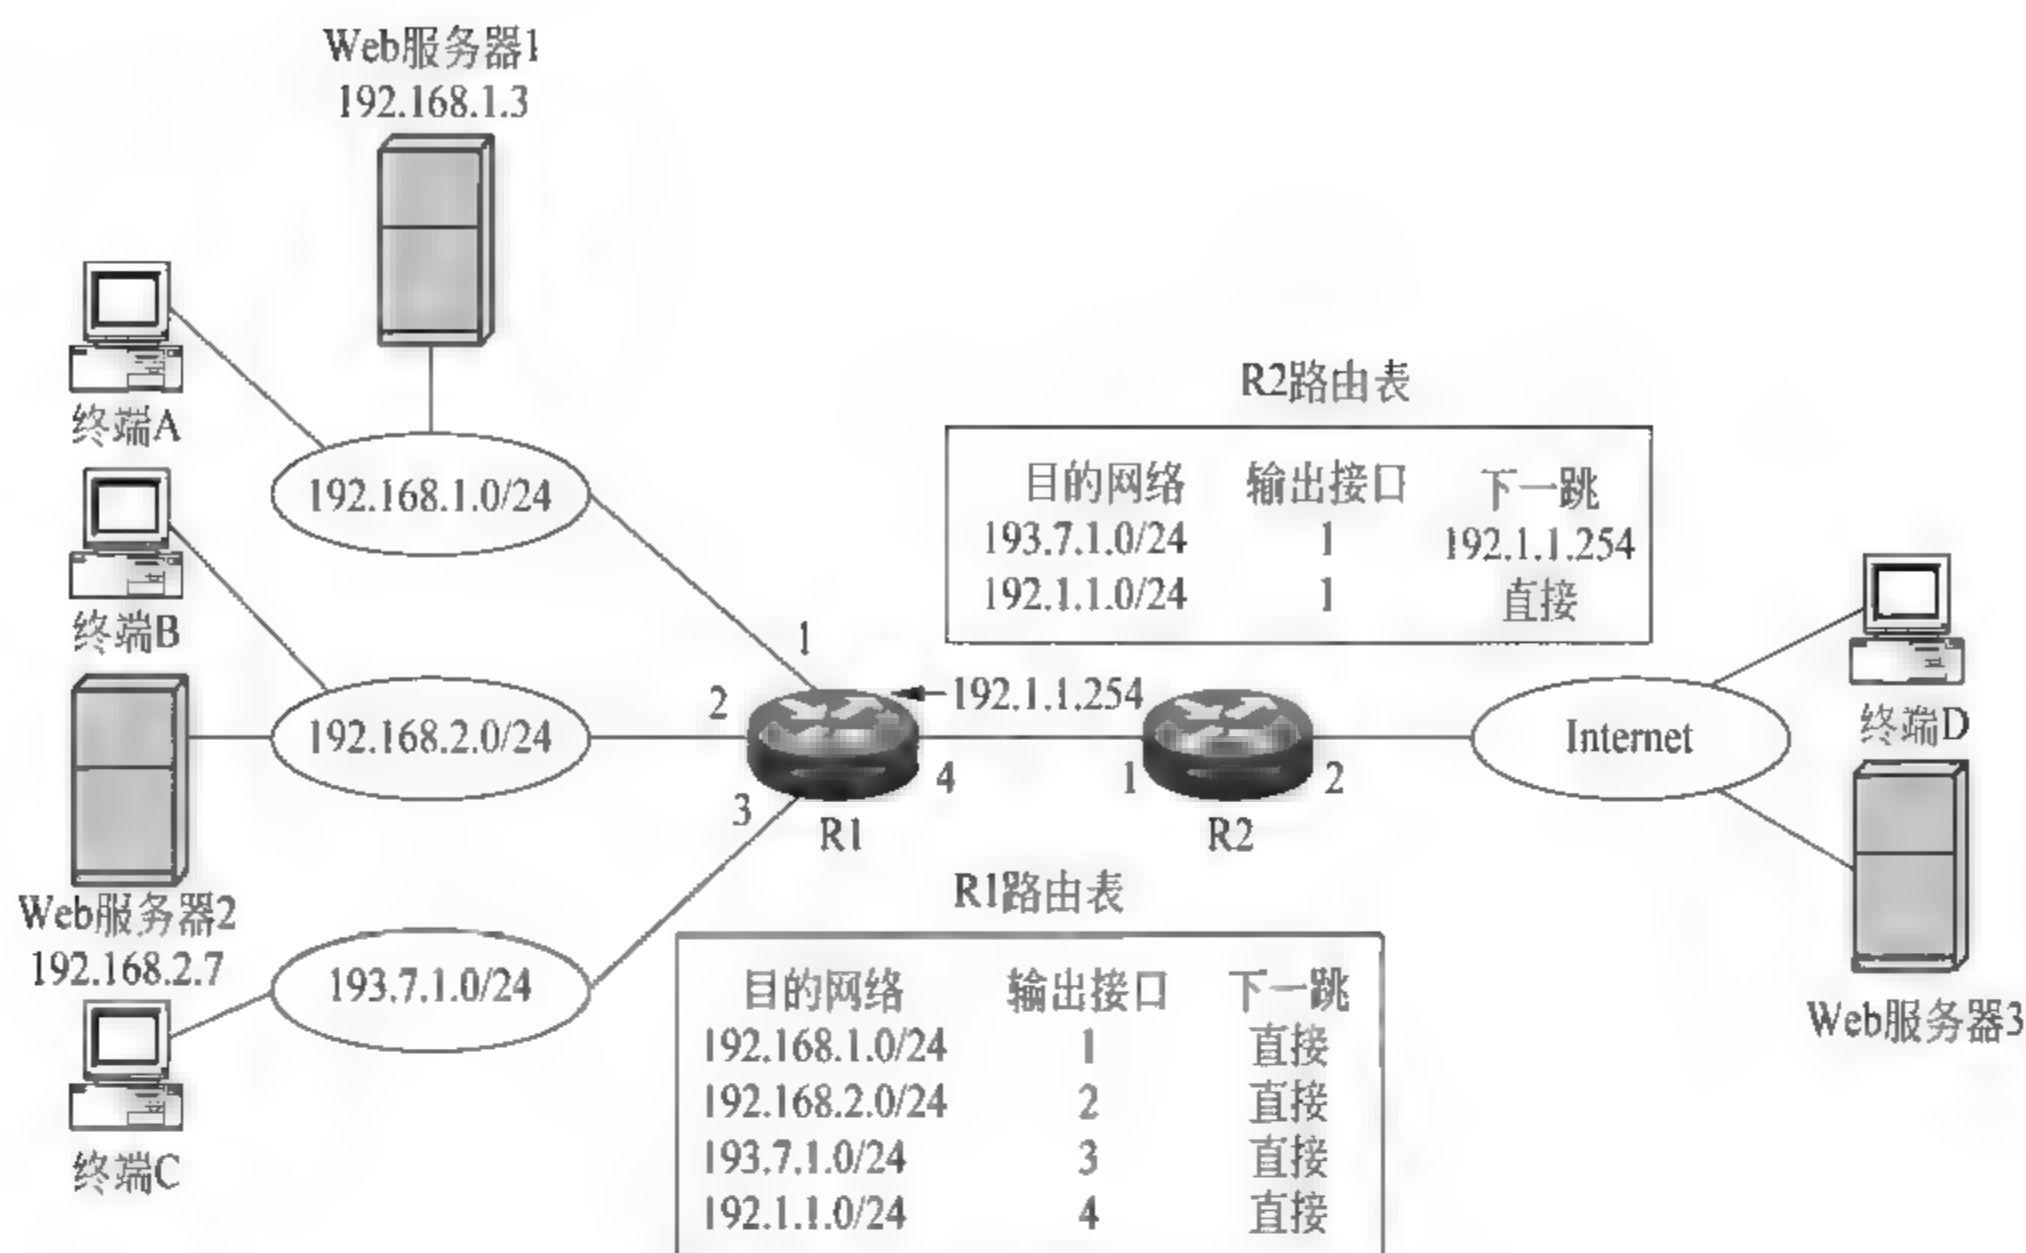 Web服务器1
192.168.1.3
终端A
192.168.1.0/24
终端B
192.168.2.0/24
Web服务器2
192.168.2.7
193.7.1.0/24
终端C
1
2
3
4
R1
192.1.1.254
1
2
R2
R2路由表
目的网络 输出接口 下一跳
193.7.1.0/24 1 192.1.1.254
192.1.1.0/24 1 直接
Internet
终端D
Web服务器3
R1路由表
目的网络 输出接口 下一跳
192.168.1.0/24 1 直接
192.168.2.0/24 2 直接
193.7.1.0/24 3 直接
192.1.1.0/24 4 直接